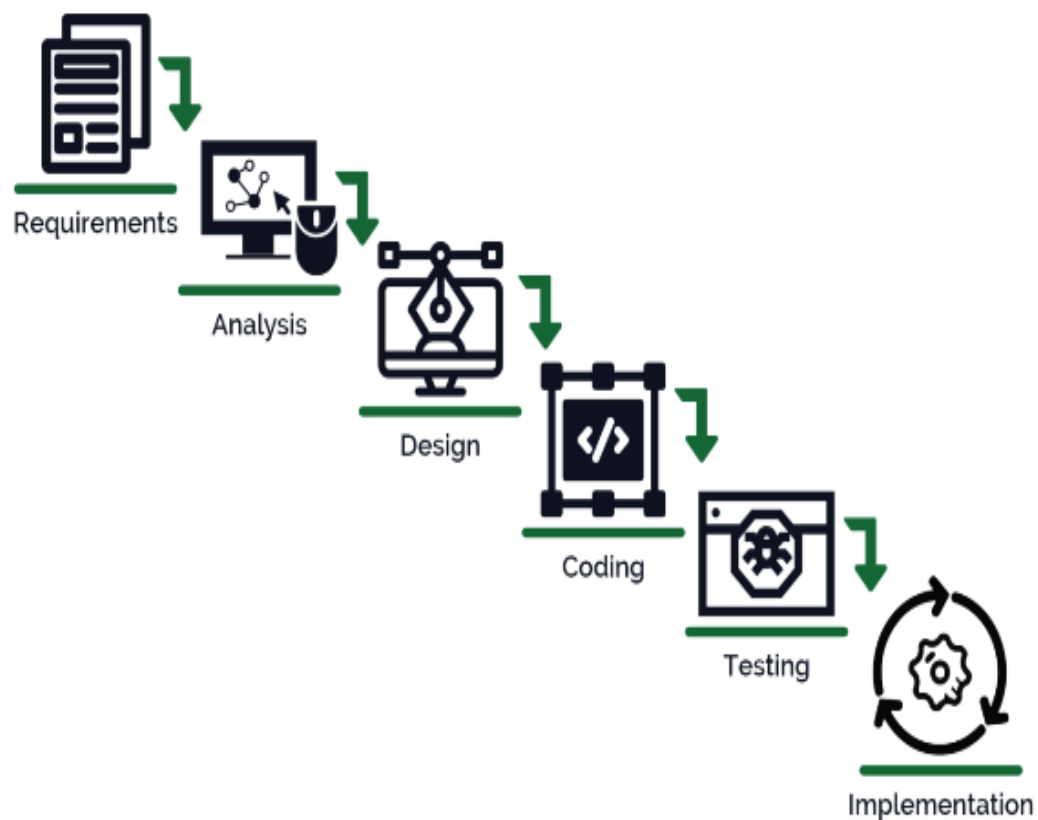 Requirements
Analysis
Design
</>
Coding
Testing
Implementation